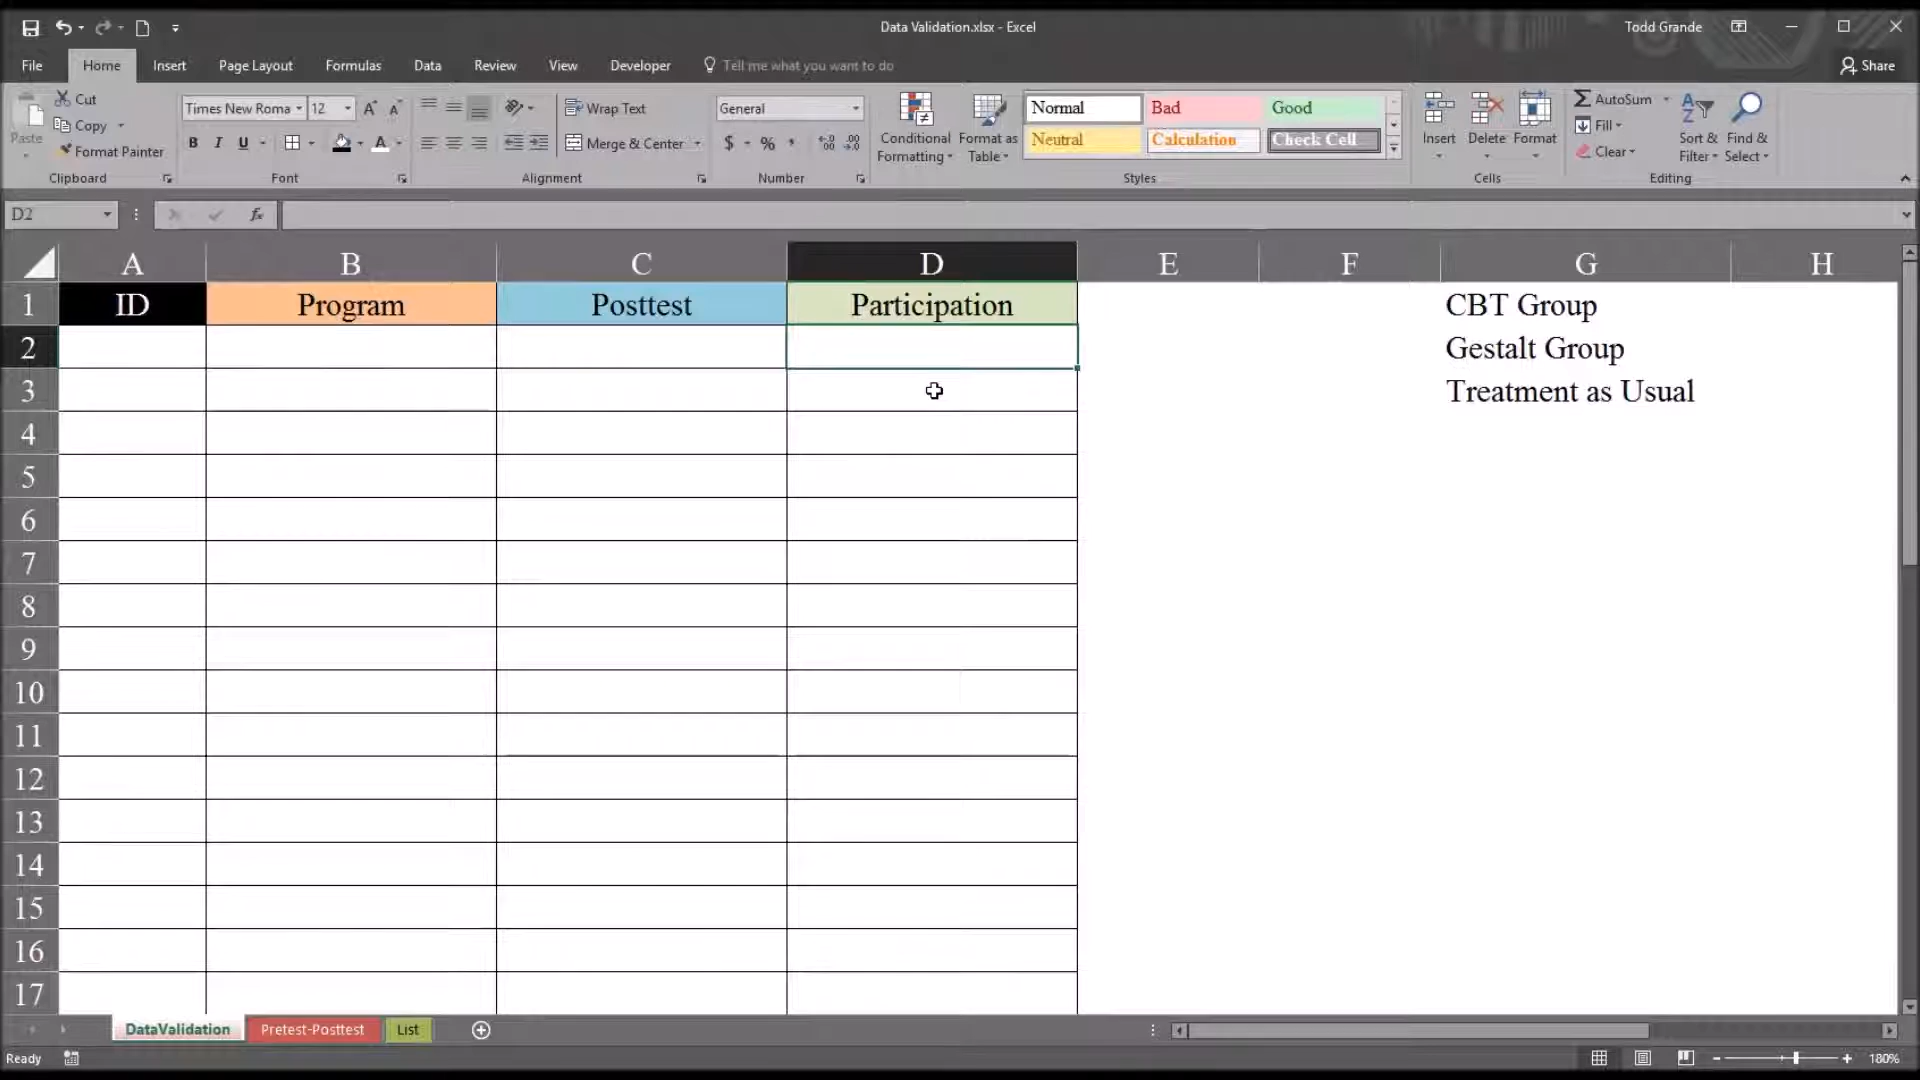 Data Validation.xlsx - Excel
Todd Grande
File Home Insert Page Layout Formulas Data Review View Developer Tell me what you want to do Share
Paste
Cut
Copy
Format Painter
Clipboard
Times New Roma 12
B I U
Font
Wrap Text
Merge & Center
Alignment
General
$ %
Number
Conditional Formatting
Format as Table
Normal Bad Good
Neutral Calculation Check Cell
Styles
Insert Delete Format
Cells
AutoSum
Fill
Clear
Sort & Filter
Find & Select
Editing
D2 fx
A B C D E F G H
1 ID Program Posttest Participation CBT Group
2 Gestalt Group
3 Treatment as Usual
4
5
6
7
8
9
10
11
12
13
14
15
16
17
DataValidation Pretest-Posttest List
Ready 180%